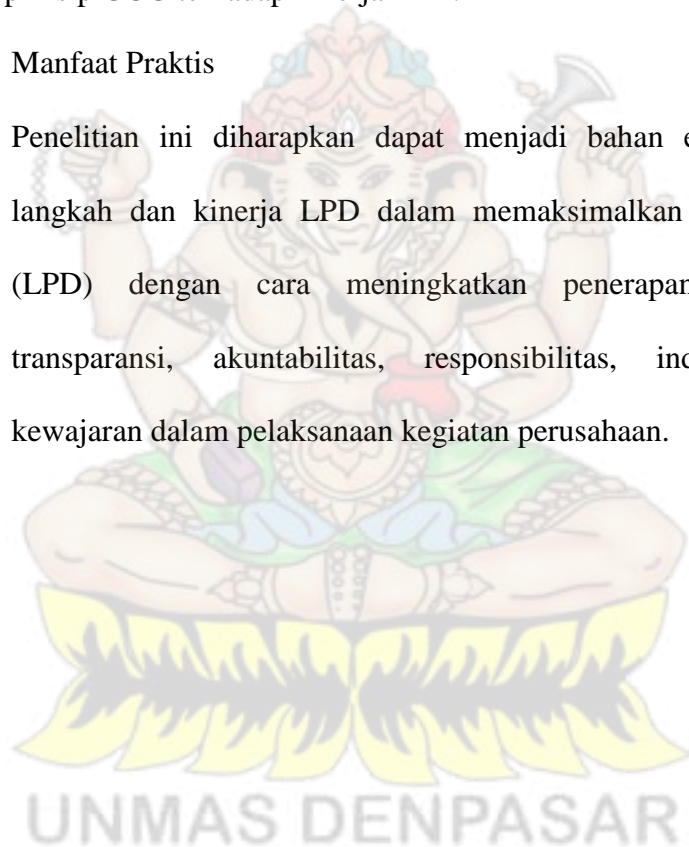 Manfaat Praktis
Penelitian ini diharapkan dapat menjadi bahan
langkah dan kinerja LPD dalam memaksimalkan
(LPD) dengan cara meningkatkan penerapan
transparansi, akuntabilitas, responsibilitas,
kewajaran dalam pelaksanaan kegiatan perusahaan.
UNMAS DENPASAR